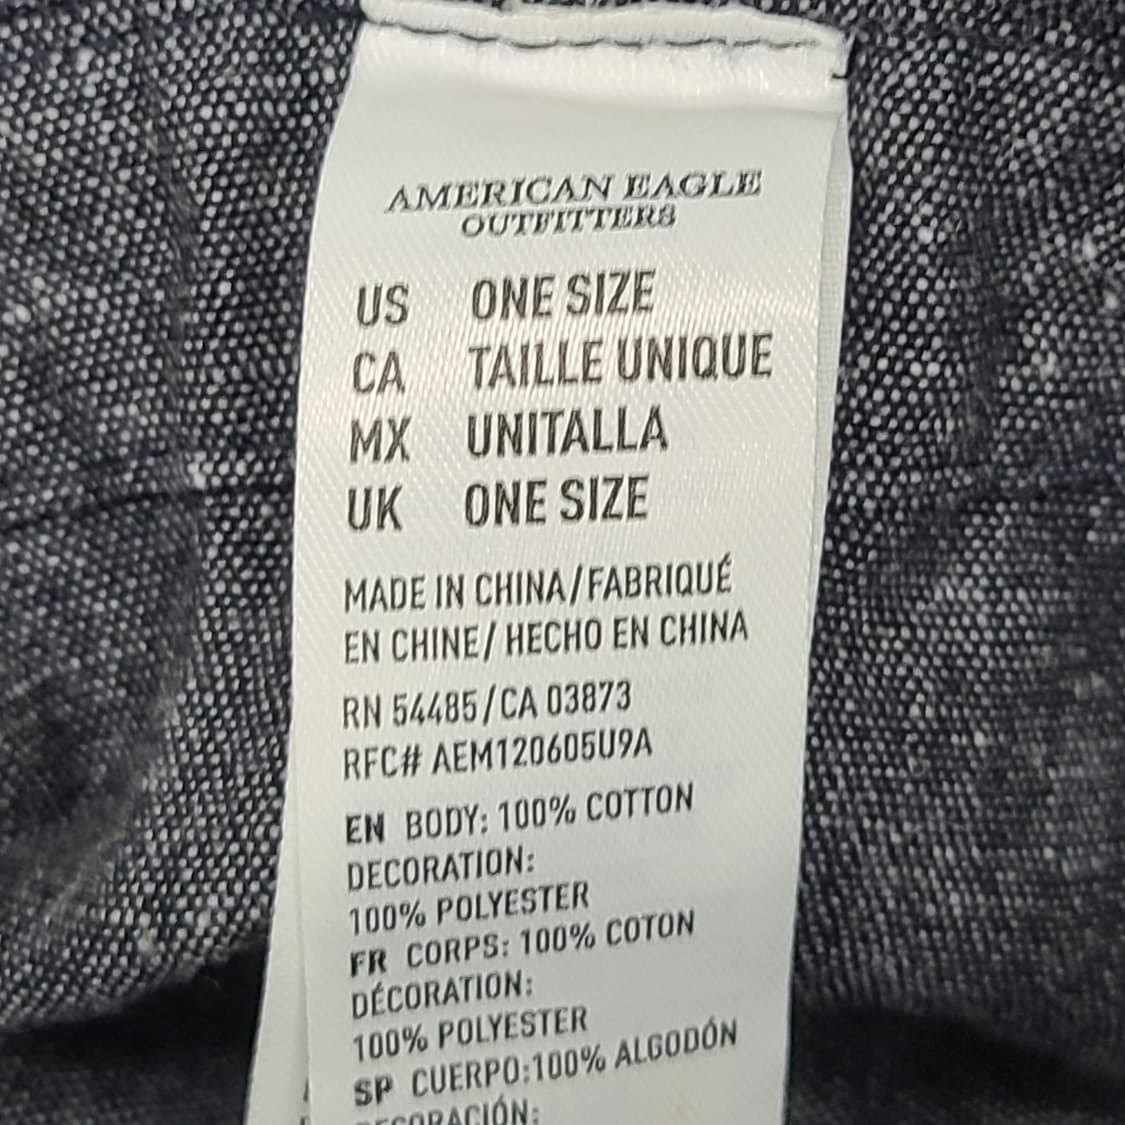 AMERICAN EAGLE
OUTFITTERS
US ONE SIZE
CA TAILLE UNIQUE
MX UNITALLA
UK ONE SIZE
MADE IN CHINA/FABRIQUÉ
EN CHINE/ HECHO EN CHINA
RN 54485/CA 03873
RFC# AEM120605U9A
EN BODY: 100% COTTON
DECORATION:
100% POLYESTER
FR CORPS: 100% COTON
DÉCORATION:
100% POLYESTER
SP CUERPO:100% ALGODÓN
DECORACIÓN: